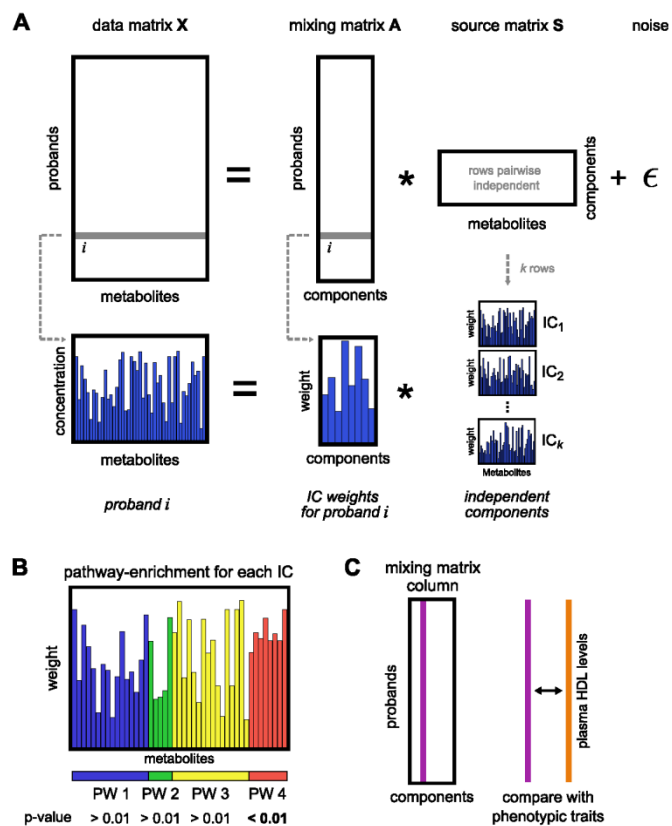 A
data matrix X
mixing matrix A
source matrix S
noise
probands
i
metabolites
=
probands
i
components
*
rows pairwise
independent
metabolites
components
+ ϵ
k rows
concentration
metabolites
proband i
=
weight
components
IC weights
for proband i
*
weight
IC1
weight
IC2
...
weight
ICk
Metabolites
independent
components
B
pathway-enrichment for each IC
weight
metabolites
PW 1 PW 2 PW 3 PW 4
p-value > 0.01 > 0.01 > 0.01 < 0.01
C
mixing matrix
column
probands
components
plasma HDL levels
compare with
phenotypic traits